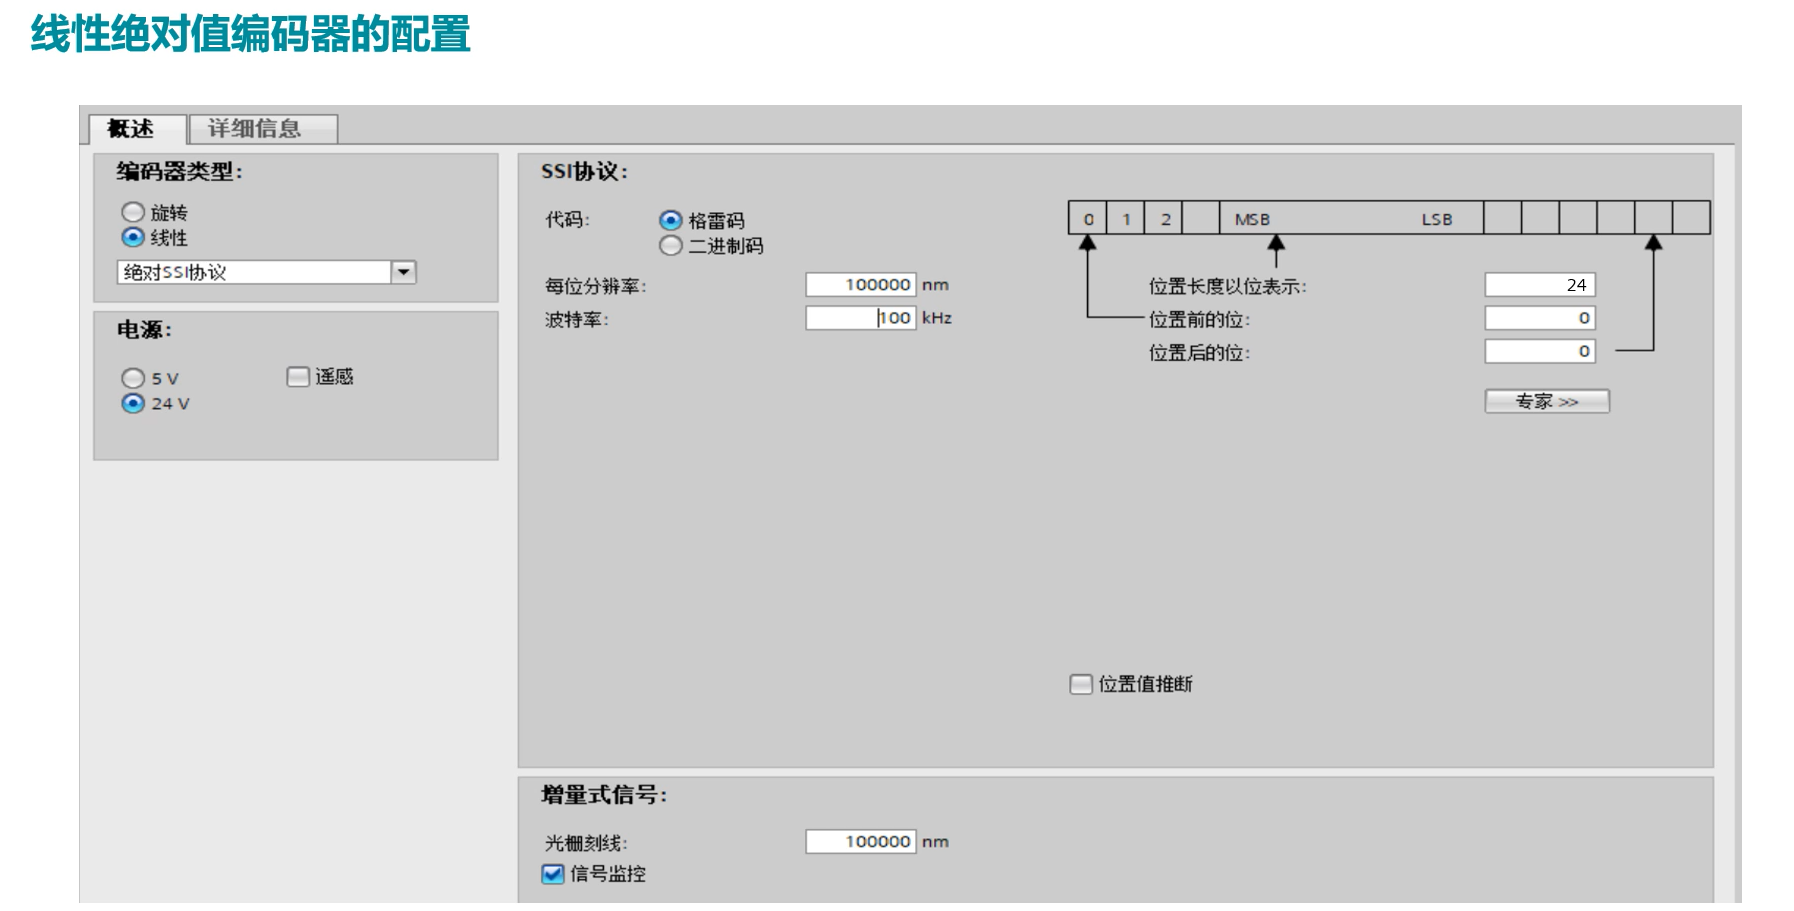 线性绝对值编码器的配置
概述 详细信息
编码器类型:
旋转
线性
绝对SSI协议
电源:
5 V 遥感
24 V
SSI协议:
代码: 格雷码
二进制码
每位分辨率: 100000 nm
波特率: 100 kHz
0 1 2 MSB LSB
位置长度以位表示: 24
位置前的位: 0
位置后的位: 0
专家 >>
位置值推断
增量式信号:
光栅刻线: 100000 nm
信号监控